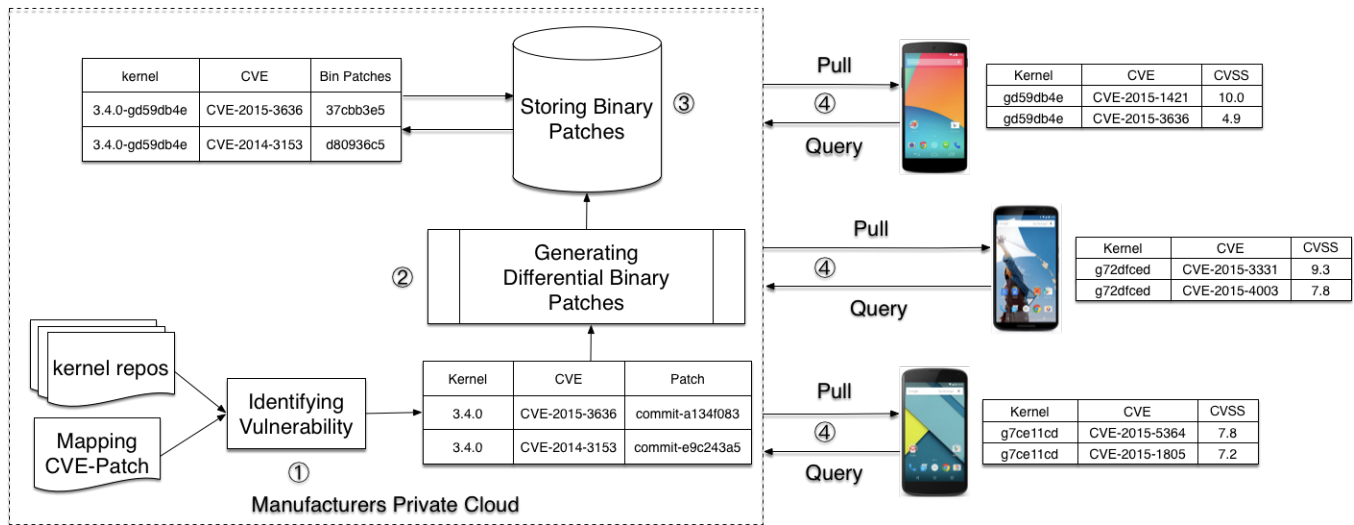 kernel CVE Bin Patches
3.4.0-gd59db4e CVE-2015-3636 37cbb3e5
3.4.0-gd59db4e CVE-2014-3153 d80936c5
Storing Binary
Patches
③
②
Generating
Differential Binary
Patches
kernel repos
Mapping
CVE-Patch
Identifying
Vulnerability
①
Kernel CVE Patch
3.4.0 CVE-2015-3636 commit-a134f083
3.4.0 CVE-2014-3153 commit-e9c243a5
Manufacturers Private Cloud
Pull
④
Query
Kernel CVE CVSS
gd59db4e CVE-2015-1421 10.0
gd59db4e CVE-2015-3636 4.9
Pull
④
Query
Kernel CVE CVSS
g72dfced CVE-2015-3331 9.3
g72dfced CVE-2015-4003 7.8
Pull
④
Query
Kernel CVE CVSS
g7ce11cd CVE-2015-5364 7.8
g7ce11cd CVE-2015-1805 7.2